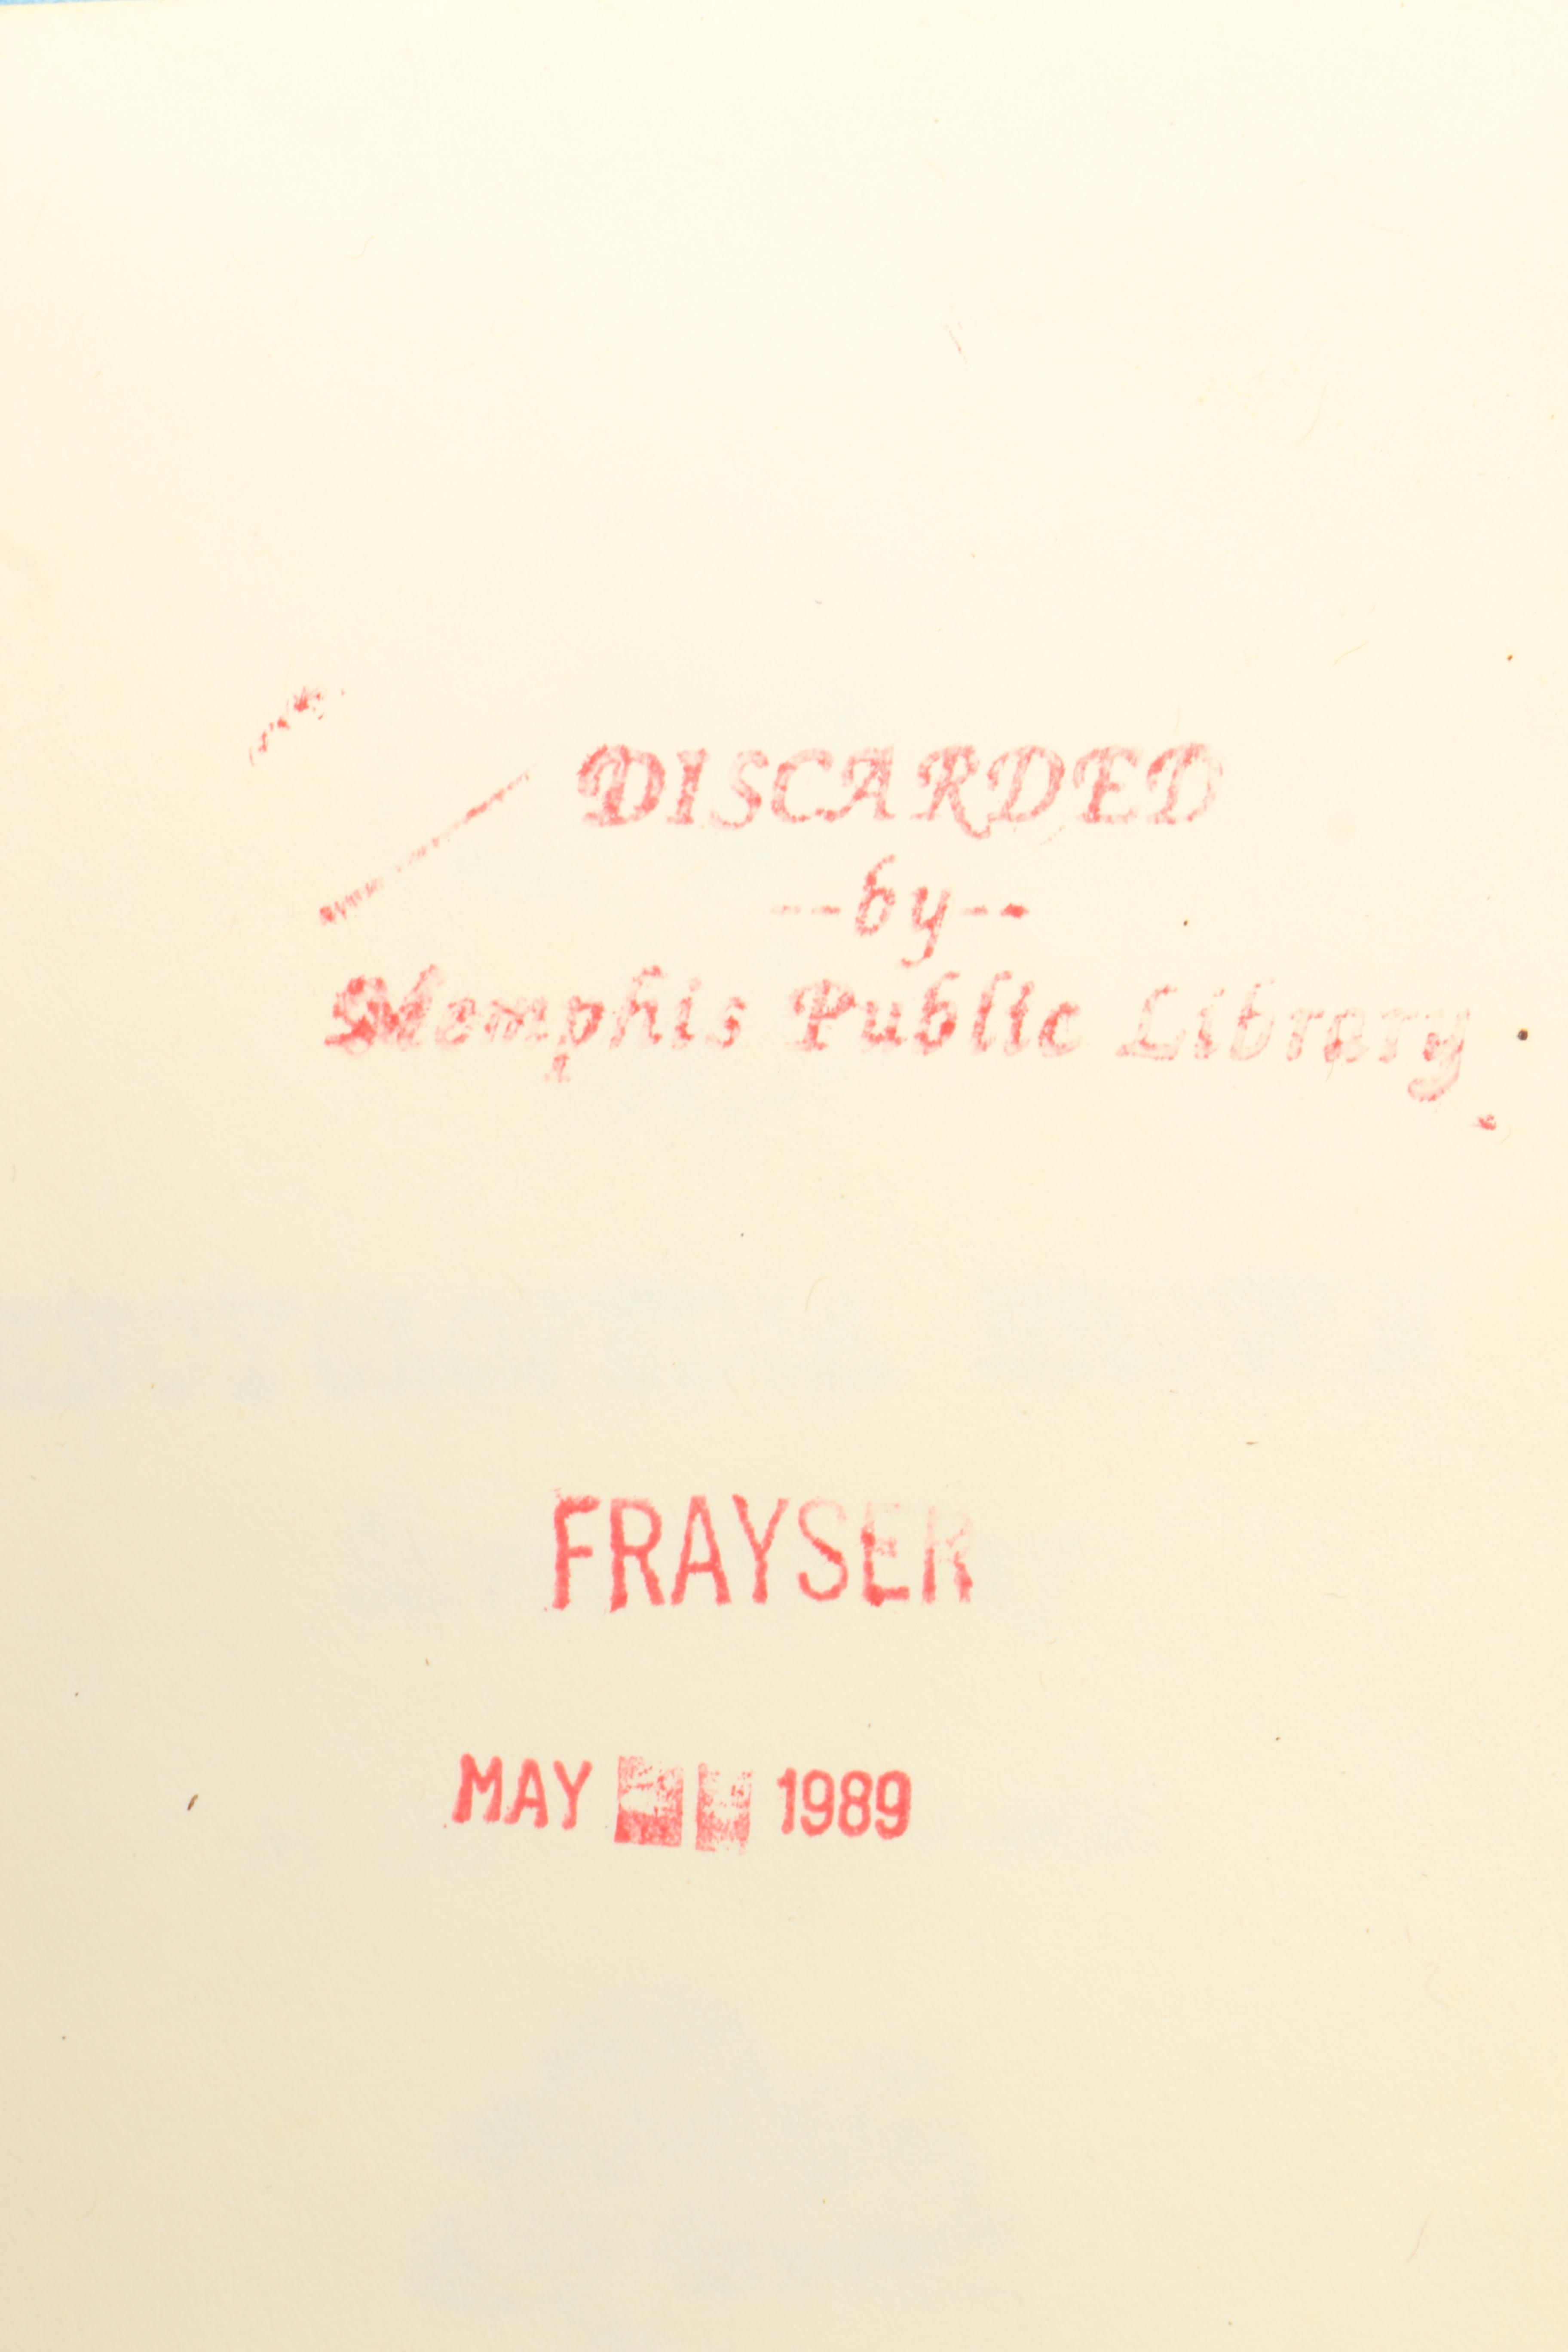 DISCARDED
--by--
Memphis Public Library
FRAYSER
MAY 1989